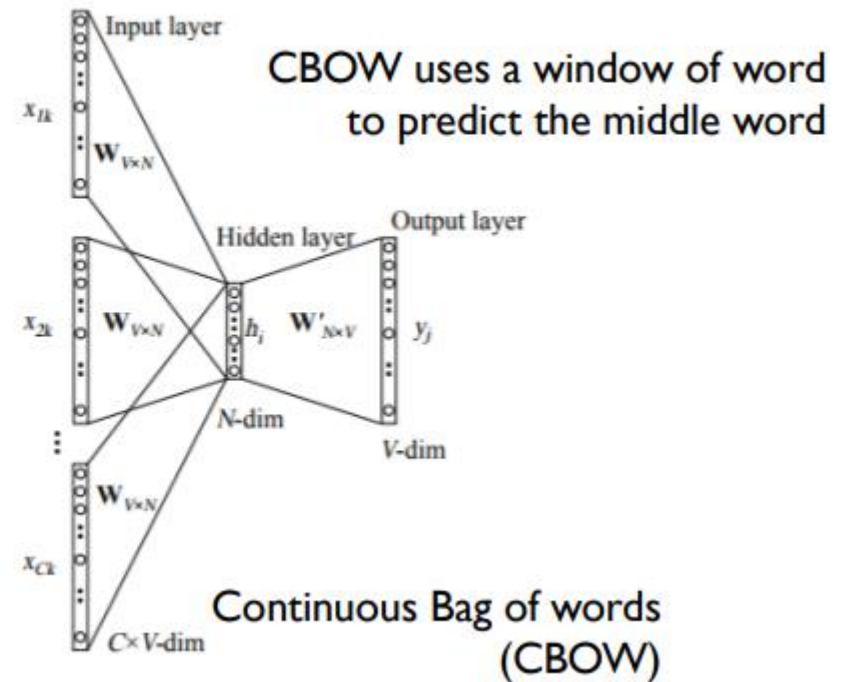 Input layer
CBOW uses a window of word
to predict the middle word
x1k
WV×N
Hidden layer
Output layer
x2k
WV×N
hi
W'N×V
yj
N-dim
V-dim
WV×N
xCk
C×V-dim
Continuous Bag of words
(CBOW)